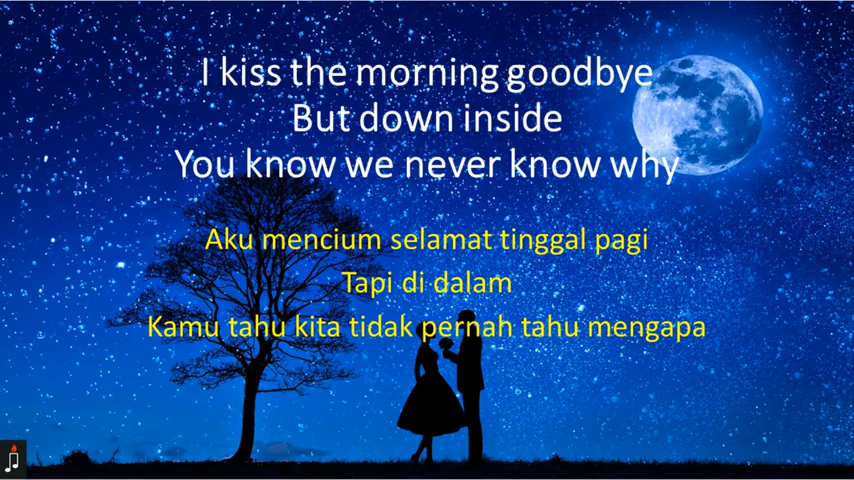 I kiss the morning goodbye
But down inside
You know we never know why
Aku mencium selamat tinggal pagi
Tapi di dalam
Kamu tahu kita tidak pernah tahu mengapa